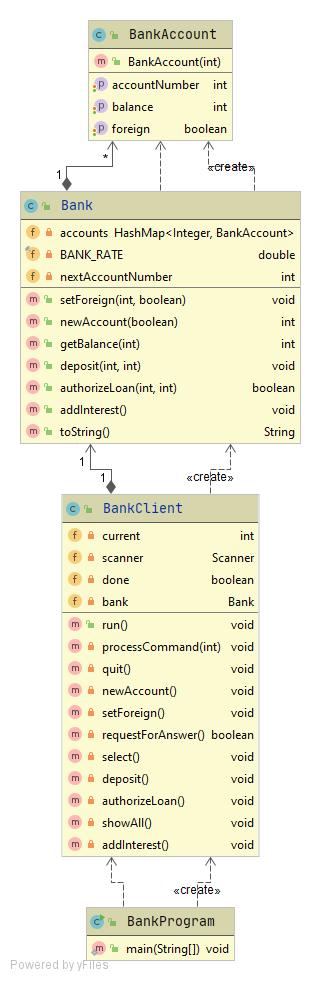 BankAccount
BankAccount(int)
accountNumber int
balance int
foreign boolean
*
«create»
1
Bank
accounts HashMap<Integer, BankAccount>
BANK_RATE double
nextAccountNumber int
setForeign(int, boolean) void
newAccount(boolean) int
getBalance(int) int
deposit(int, int) void
authorizeLoan(int, int) boolean
addInterest() void
toString() String
1
1
«create»
BankClient
current int
scanner Scanner
done boolean
bank Bank
run() void
processCommand(int) void
quit() void
newAccount() void
setForeign() void
requestForAnswer() boolean
select() void
deposit() void
authorizeLoan() void
showAll() void
addInterest() void
«create»
BankProgram
main(String[]) void
Powered by yFiles